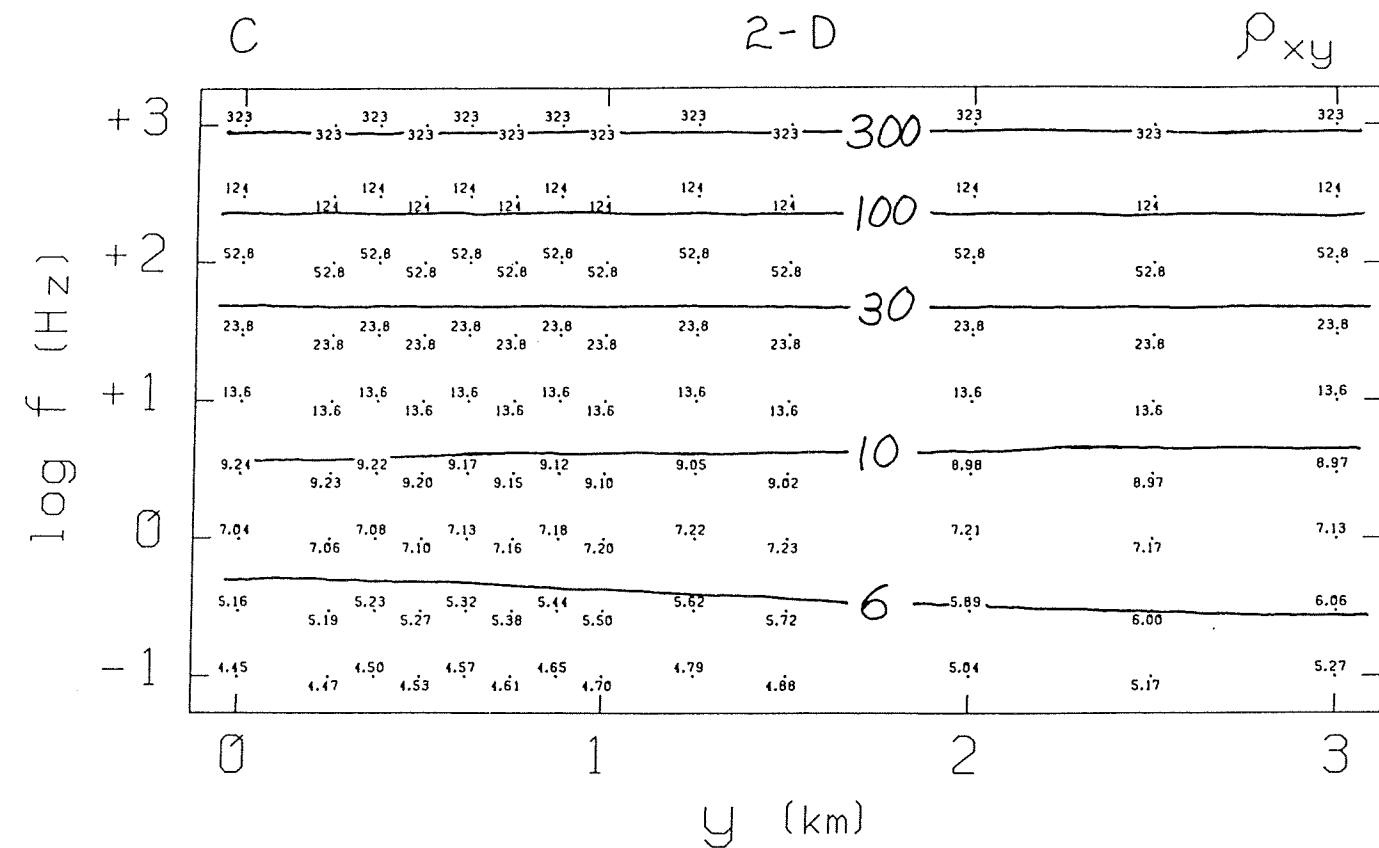 C 2-D ρxy
+3 323 323 323 323 323 323 323
323 323 323 323 323 323 300
124 124 124 124 124 124 124
124 124 124 124 124 124 100
+2 52.8 52.8 52.8 52.8 52.8 52.8 52.8
52.8 52.8 52.8 52.8 52.8 52.8
30
23.8 23.8 23.8 23.8 23.8 23.8 23.8
23.8 23.8 23.8 23.8 23.8 23.8
+1 13.6 13.6 13.6 13.6 13.6 13.6 13.6
13.6 13.6 13.6 13.6 13.6 13.6
10
9.24 9.22 9.17 9.12 9.05 8.98 8.97
9.23 9.20 9.15 9.10 9.02 8.97
0 7.04 7.08 7.13 7.18 7.22 7.21 7.13
7.06 7.10 7.16 7.20 7.23 7.17
6
5.16 5.23 5.32 5.44 5.62 5.89 6.06
5.19 5.27 5.38 5.50 5.72 6.00
-1 4.45 4.50 4.57 4.65 4.79 5.04 5.27
4.47 4.53 4.61 4.70 4.88 5.17
0 1 2 3
y (km)
log f (Hz)